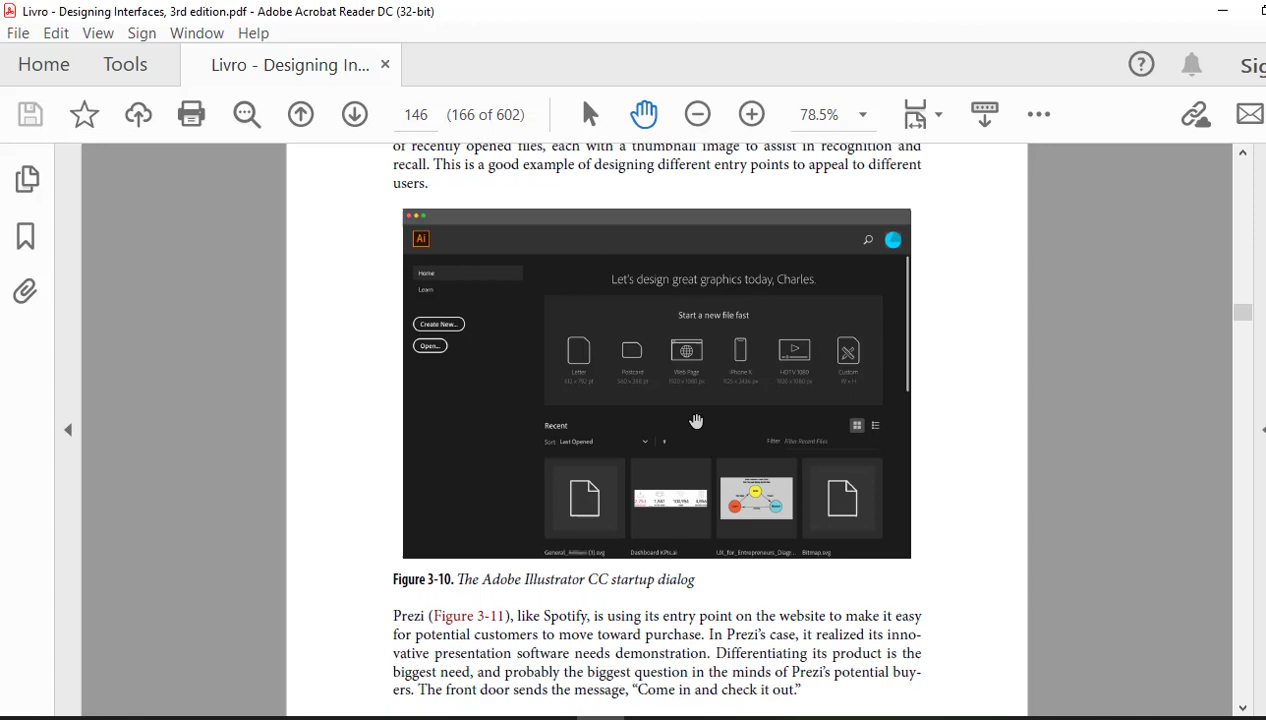 Livro - Designing Interfaces, 3rd edition.pdf - Adobe Acrobat Reader DC (32-bit)
File Edit View Sign Window Help
Home Tools Livro - Designing In... ×
146 (166 of 602) 78.5%
of recently opened files, each with a thumbnail image to assist in recognition and
recall. This is a good example of designing different entry points to appeal to different
users.
Ai
Home
Learn
Create New...
Open...
Let's design great graphics today, Charles.
Start a new file fast
Letter Postcard Web Page iPhone X HDTV 1080 Custom
Recent
Sort Last Opened Filter Filter Recent Files
Dashboard KPIs.ai UX_for_Entrepreneurs_Diagr... Bitmap.svg
Figure 3-10. The Adobe Illustrator CC startup dialog
Prezi (Figure 3-11), like Spotify, is using its entry point on the website to make it easy
for potential customers to move toward purchase. In Prezi's case, it realized its inno-
vative presentation software needs demonstration. Differentiating its product is the
biggest need, and probably the biggest question in the minds of Prezi's potential buy-
ers. The front door sends the message, “Come in and check it out.”